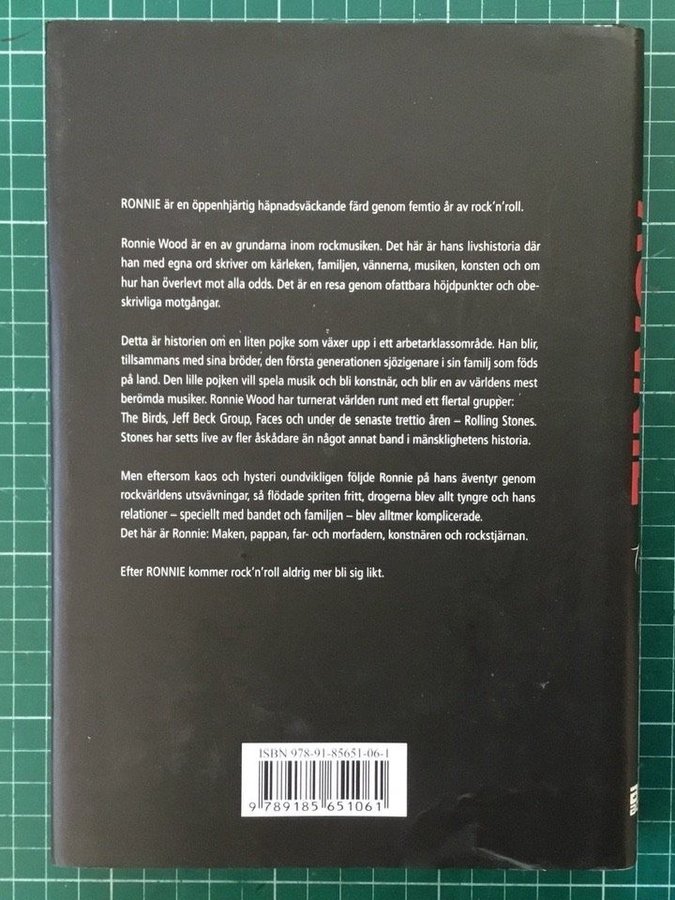 RONNIE är en öppenhjärtig häpnadsväckande färd genom femtio år av rock'n'roll.
Ronnie Wood är en av grundarna inom rockmusiken. Det här är hans livshistoria där
han med egna ord skriver om kärleken, familjen, vännerna, musiken, konsten och om
hur han överlevt mot alla odds. Det är en resa genom ofattbara höjdpunkter och obe-
skrivliga motgångar.
Detta är historien om en liten pojke som växer upp i ett arbetarklassområde. Han blir,
tillsammans med sina bröder, den första generationen sjözigenare i sin familj som föds
på land. Den lille pojken vill spela musik och bli konstnär, och blir en av världens mest
berömda musiker. Ronnie Wood har turnerat världen runt med ett flertal grupper:
The Birds, Jeff Beck Group, Faces och under de senaste trettio åren – Rolling Stones.
Stones har setts live av fler åskådare än något annat band i mänsklighetens historia.
Men eftersom kaos och hysteri oundvikligen följde Ronnie på hans äventyr genom
rockvärldens utsvävningar, så flödade spriten fritt, drogerna blev allt tyngre och hans
relationer – speciellt med bandet och familjen – blev alltmer komplicerade.
Det här är Ronnie: Maken, pappan, far- och morfadern, konstnären och rockstjärnan.
Efter RONNIE kommer rock'n'roll aldrig mer bli sig likt.
ISBN 978-91-85651-06-1
9 789185 651061
RONNIE